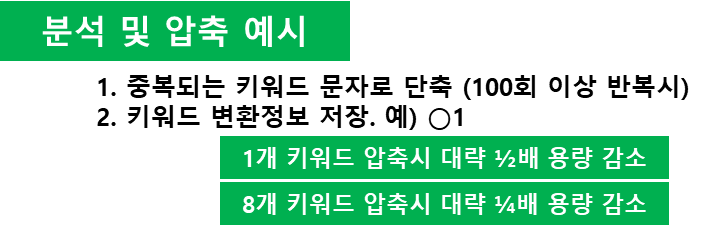 분석 및 압축 예시
1. 중복되는 키워드 문자로 단축 (100회 이상 반복시)
2. 키워드 변환정보 저장. 예) ○1
1개 키워드 압축시 대략 ½배 용량 감소
8개 키워드 압축시 대략 ¼배 용량 감소